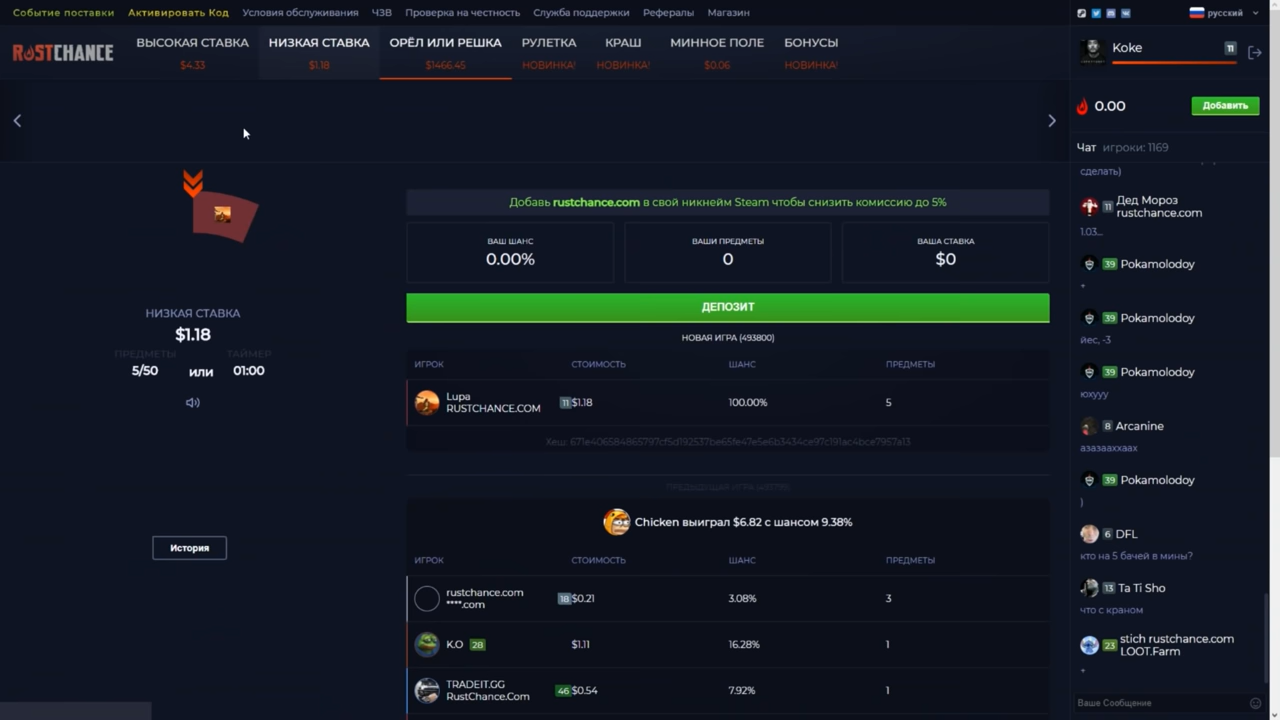 Событие поставки
Активировать Код
Условия обслуживания
ЧЗВ
Проверка на честность
Служба поддержки
Рефералы
Магазин
русский
RUSTCHANCE
ВЫСОКАЯ СТАВКА
$4.33
НИЗКАЯ СТАВКА
$1.18
ОРЁЛ ИЛИ РЕШКА
$1466.45
РУЛЕТКА
НОВИНКА!
КРАШ
НОВИНКА!
МИННОЕ ПОЛЕ
$0.06
БОНУСЫ
НОВИНКА!
Koke
11
0.00
Добавить
НИЗКАЯ СТАВКА
$1.18
ПРЕДМЕТЫ
ТАЙМЕР
5/50
или
01:00
История
Добавь rustchance.com в свой никнейм Steam чтобы снизить комиссию до 5%
ВАШ ШАНС
0.00%
ВАШИ ПРЕДМЕТЫ
0
ВАША СТАВКА
$0
ДЕПОЗИТ
НОВАЯ ИГРА (493800)
ИГРОК
СТОИМОСТЬ
ШАНС
ПРЕДМЕТЫ
Lupa
RUSTCHANCE.COM
11
$1.18
100.00%
5
Chicken выиграл $6.82 с шансом 9.38%
ИГРОК
СТОИМОСТЬ
ШАНС
ПРЕДМЕТЫ
rustchance.com
****.com
18
$0.21
3.08%
3
K.O
28
$1.11
16.28%
1
TRADEIT.GG
RustChance.Com
46
$0.54
7.92%
1
Чат
игроки: 1169
сделать)
11
Дед Мороз
rustchance.com
1.03...
39
Pokamolodoy
+
39
Pokamolodoy
йес, -3
39
Pokamolodoy
юхууу
8
Arcanine
азазааххаах
39
Pokamolodoy
)
6
DFL
кто на 5 бачей в мины?
13
Ta Ti Sho
что с краном
23
stich rustchance.com
LOOT.Farm
+
Ваше Сообщение